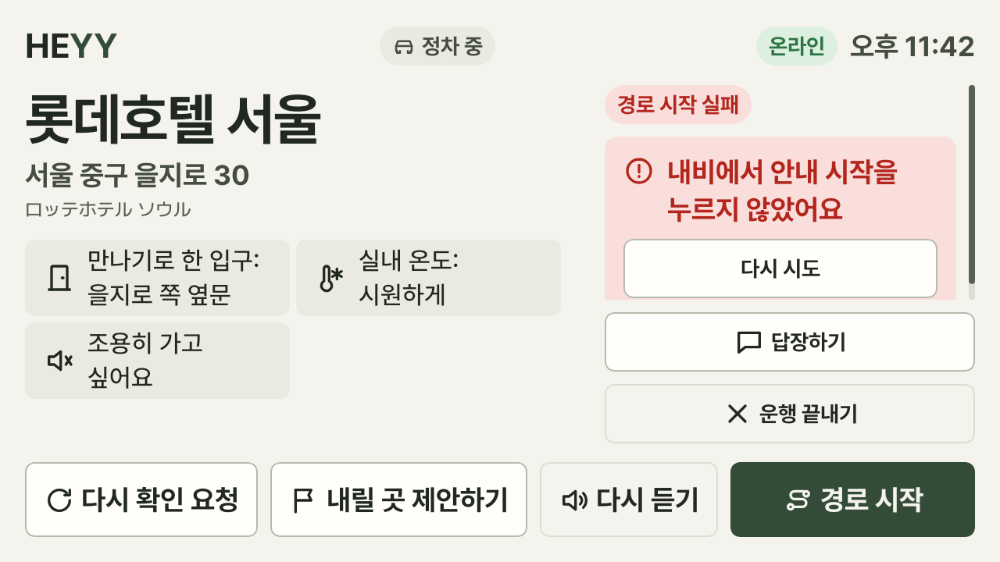 HEYY
정차 중
온라인
오후 11:42
롯데호텔 서울
서울 중구 을지로 30
ロッテホテル ソウル
만나기로 한 입구:
을지로 쪽 옆문
실내 온도:
시원하게
조용히 가고
싶어요
경로 시작 실패
내비에서 안내 시작을
누르지 않았어요
다시 시도
답장하기
운행 끝내기
다시 확인 요청
내릴 곳 제안하기
다시 듣기
경로 시작